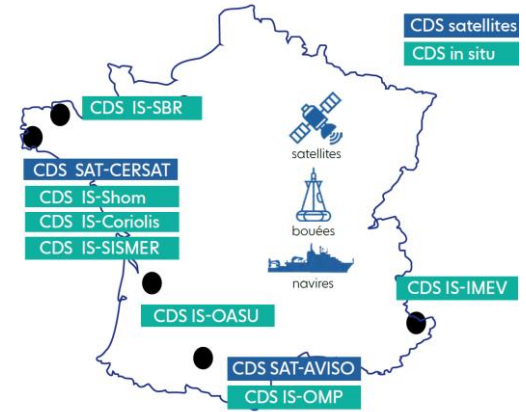 CDS satellites
CDS in situ
CDS IS-SBR
satellites
CDS SAT-CERSAT
CDS IS-Shom
CDS IS-Coriolis
CDS IS-SISMER
bouées
navires
CDS IS-IMEV
CDS IS-OASU
CDS SAT-AVISO
CDS IS-OMP